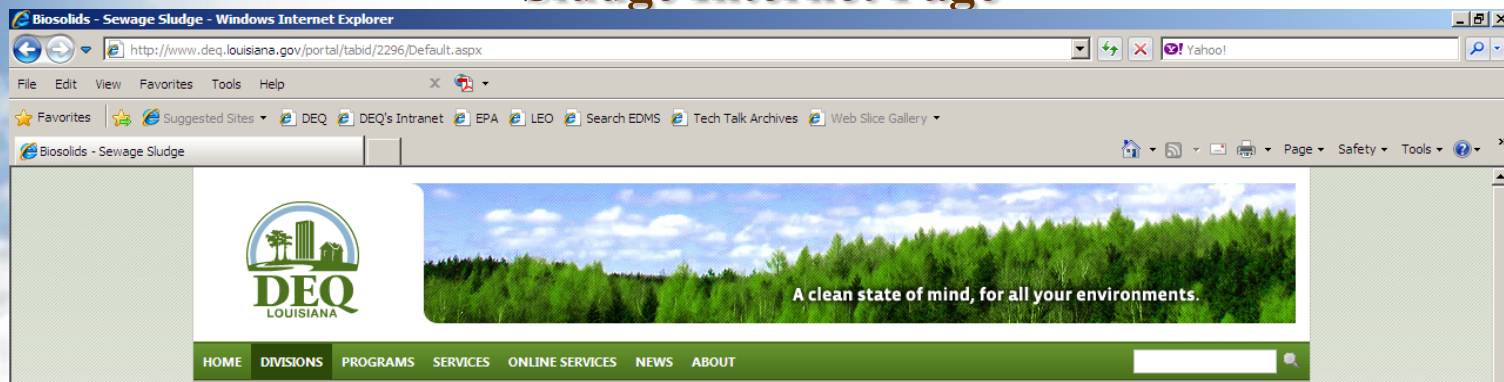 Sludge Internet Page
Biosolids - Sewage Sludge - Windows Internet Explorer
http://www.deq.louisiana.gov/portal/tabid/2296/Default.aspx Yahoo!
File Edit View Favorites Tools Help
Favorites Suggested Sites DEQ DEQ's Intranet EPA LEO Search EDMS Tech Talk Archives Web Slice Gallery
Biosolids - Sewage Sludge Page Safety Tools
DEQ
LOUISIANA
A clean state of mind, for all your environments.
HOME DIVISIONS PROGRAMS SERVICES ONLINE SERVICES NEWS ABOUT